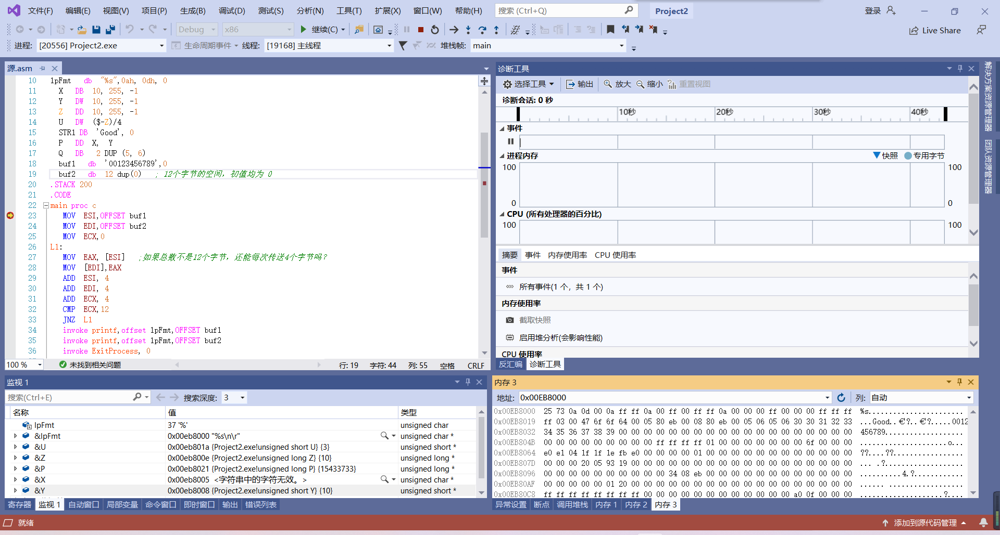 文件(F) 编辑(E) 视图(V) 项目(P) 生成(B) 调试(D) 测试(S) 分析(N) 工具(T) 扩展(X) 窗口(W) 帮助(H) 搜索 (Ctrl+Q) Project2 登录
Debug x86 继续(C) Live Share
进程: [20556] Project2.exe 生命周期事件 线程: [19168] 主线程 堆栈帧: main
源.asm
10 lpFmt db "%s",0ah, 0dh, 0
11 X DB 10, 255, -1
12 Y DW 10, 255, -1
13 Z DD 10, 255, -1
14 U DW ($-Z)/4
15 STR1 DB 'Good', 0
16 P DD X, Y
17 Q DB 2 DUP (5, 6)
18 buf1 db '00123456789',0
19 buf2 db 12 dup(0) ; 12个字节的空间，初值均为 0
20 .STACK 200
21 .CODE
22 main proc c
23 MOV ESI,OFFSET buf1
24 MOV EDI,OFFSET buf2
25 MOV ECX,0
26 L1:
27 MOV EAX, [ESI] ;如果总数不是12个字节，还能每次传送4个字节吗？
28 MOV [EDI],EAX
29 ADD ESI, 4
30 ADD EDI, 4
31 ADD ECX, 4
32 CMP ECX,12
33 JNZ L1
34 invoke printf,offset lpFmt,OFFSET buf1
35 invoke printf,offset lpFmt,OFFSET buf2
36 invoke ExitProcess, 0
100 % 未找到相关问题 行: 19 字符: 44 列: 55 空格 CRLF
诊断工具
选择工具 输出 放大 缩小 重置视图
诊断会话: 0 秒
10秒 20秒 30秒 40秒
事件
进程内存 快照 专用字节
100 100
0 0
CPU (所有处理器的百分比)
100 100
摘要 事件 内存使用率 CPU 使用率
事件
所有事件(1 个，共 1 个)
内存使用率
截取快照
启用堆分析(会影响性能)
CPU 使用率
反汇编 诊断工具
解决方案资源管理器
团队资源管理器
监视 1
搜索(Ctrl+E) 搜索深度: 3
名称 值 类型
lpFmt 37 '%' unsigned char
&lpFmt 0x00eb8000 "%s\n\r" unsigned char *
&U 0x00eb801a {Project2.exe!unsigned short U} {3} unsigned short *
&Z 0x00eb800e {Project2.exe!unsigned long Z} {10} unsigned long *
&P 0x00eb8021 {Project2.exe!unsigned long P} {15433733} unsigned long *
&X 0x00eb8005 <字符串中的字符无效。> unsigned char *
&Y 0x00eb8008 {Project2.exe!unsigned short Y} {10} unsigned short *
寄存器 监视 1 自动窗口 局部变量 命令窗口 即时窗口 输出 错误列表
内存 3
地址: 0x00EB8000 列: 自动
0x00EB8000 25 73 0a 0d 00 0a ff ff 0a 00 ff 00 ff ff 0a 00 00 00 ff 00 00 00 ff ff ff %s.......................
0x00EB8019 ff 03 00 47 6f 6f 64 00 05 80 eb 00 08 80 eb 00 05 06 05 06 30 30 31 32 33 ...Good..€'?..€'?.....0012
0x00EB8032 34 35 36 37 38 39 00 00 00 00 00 00 00 00 00 00 00 00 00 00 00 00 00 00 00 456789...................
0x00EB804B 00 00 00 00 00 00 00 00 00 ff ff ff ff 01 00 00 00 00 00 00 00 6f 00 00 00 .....................o...
0x00EB8064 e0 e1 04 1f 1f 1e fb e0 00 00 00 00 01 00 00 00 00 00 00 00 00 00 00 00 00 ??....??.................
0x00EB807D 00 00 00 20 05 93 19 00 00 00 00 00 00 00 00 00 00 00 00 00 00 00 00 00 00 ... .?...................
0x00EB8096 00 00 00 00 00 00 00 00 00 00 34 08 eb 00 00 00 00 00 00 00 00 00 00 00 00 ..........4.?............
0x00EB80AF 00 00 00 00 00 01 20 00 00 00 00 00 00 00 00 00 00 00 00 00 00 00 00 00 00 ...... ..................
0x00EB80C8 ff ff ff ff ff ff ff ff 00 00 00 00 00 00 00 00 00 00 00 00 a0 0f 00 00 00 ....................?....
异常设置 断点 调用堆栈 内存 1 内存 2 内存 3
就绪 添加到源代码管理